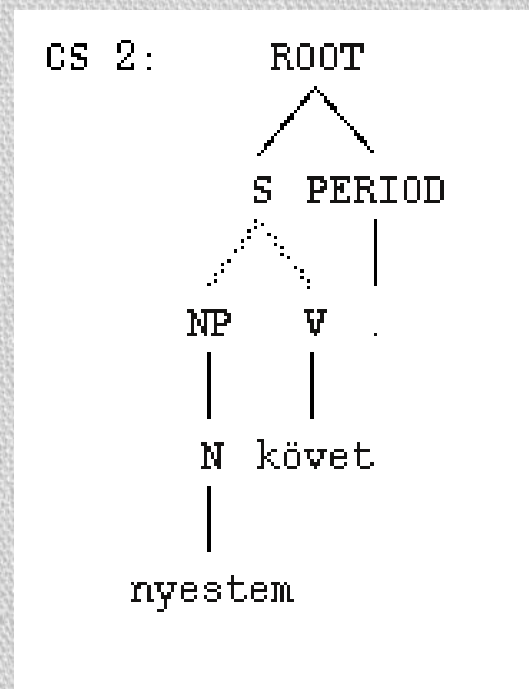 CS 2: ROOT
S PERIOD
NP V .
N követ
nyestem